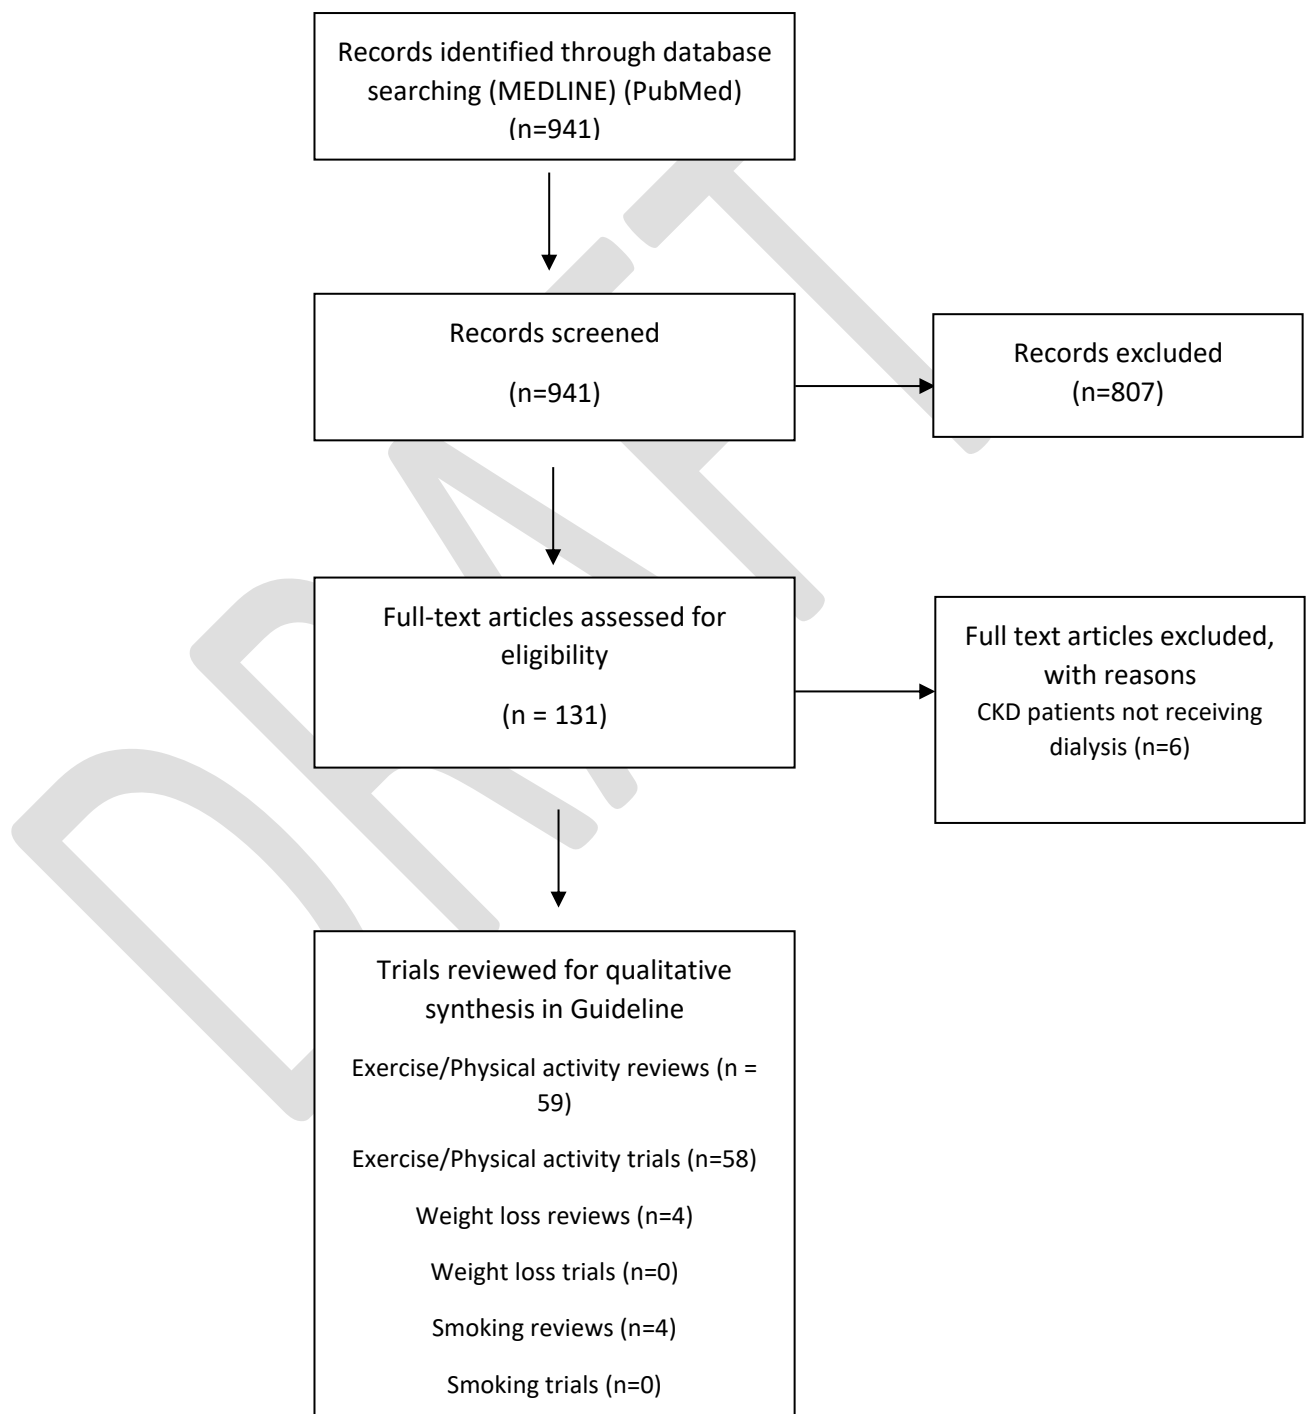 Records identified through database
searching (MEDLINE) (PubMed)
(n=941)
Records screened
(n=941)
Records excluded
(n=807)
Full-text articles assessed for
eligibility
(n = 131)
Full text articles excluded,
with reasons
CKD patients not receiving
dialysis (n=6)
Trials reviewed for qualitative
synthesis in Guideline
Exercise/Physical activity reviews (n =
59)
Exercise/Physical activity trials (n=58)
Weight loss reviews (n=4)
Weight loss trials (n=0)
Smoking reviews (n=4)
Smoking trials (n=0)
DRAFT